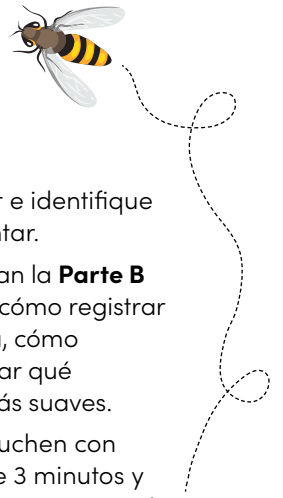 r e identifique
ntar.
an la Parte B
cómo registrar
, cómo
ar qué
ás suaves.
uchen con
e 3 minutos y